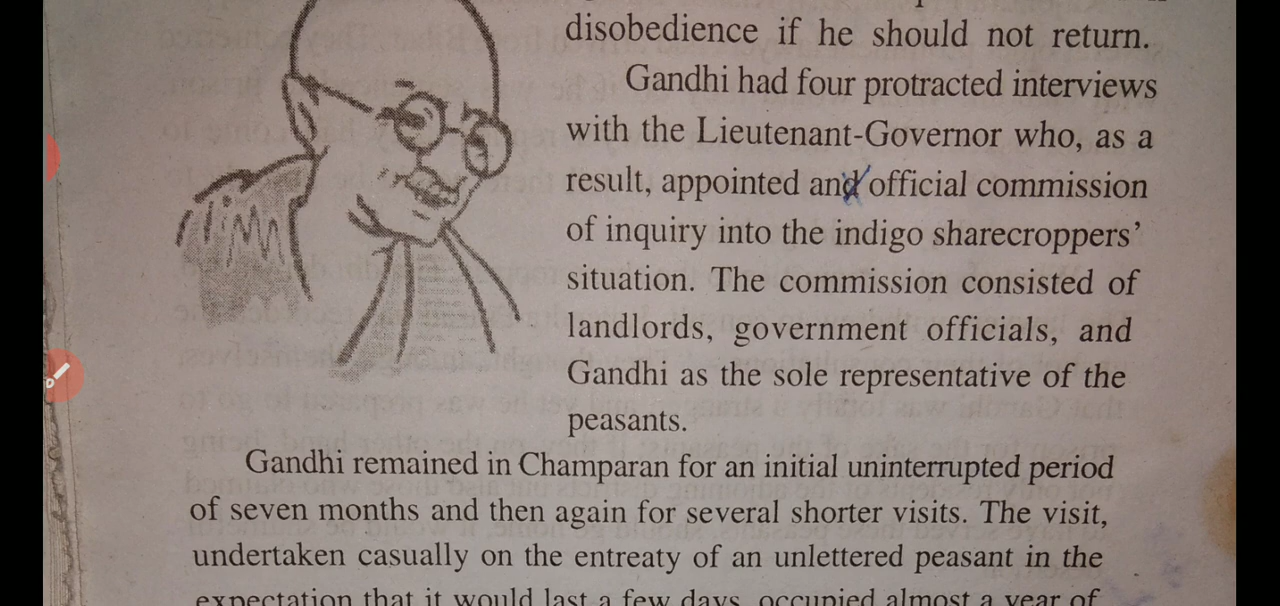 disobedience if he should not return.
Gandhi had four protracted interviews
with the Lieutenant-Governor who, as a
result, appointed an official commission
of inquiry into the indigo sharecroppers'
situation. The commission consisted of
landlords, government officials, and
Gandhi as the sole representative of the
peasants.
Gandhi remained in Champaran for an initial uninterrupted period
of seven months and then again for several shorter visits. The visit,
undertaken casually on the entreaty of an unlettered peasant in the
expectation that it would last a few days, occupied almost a year of